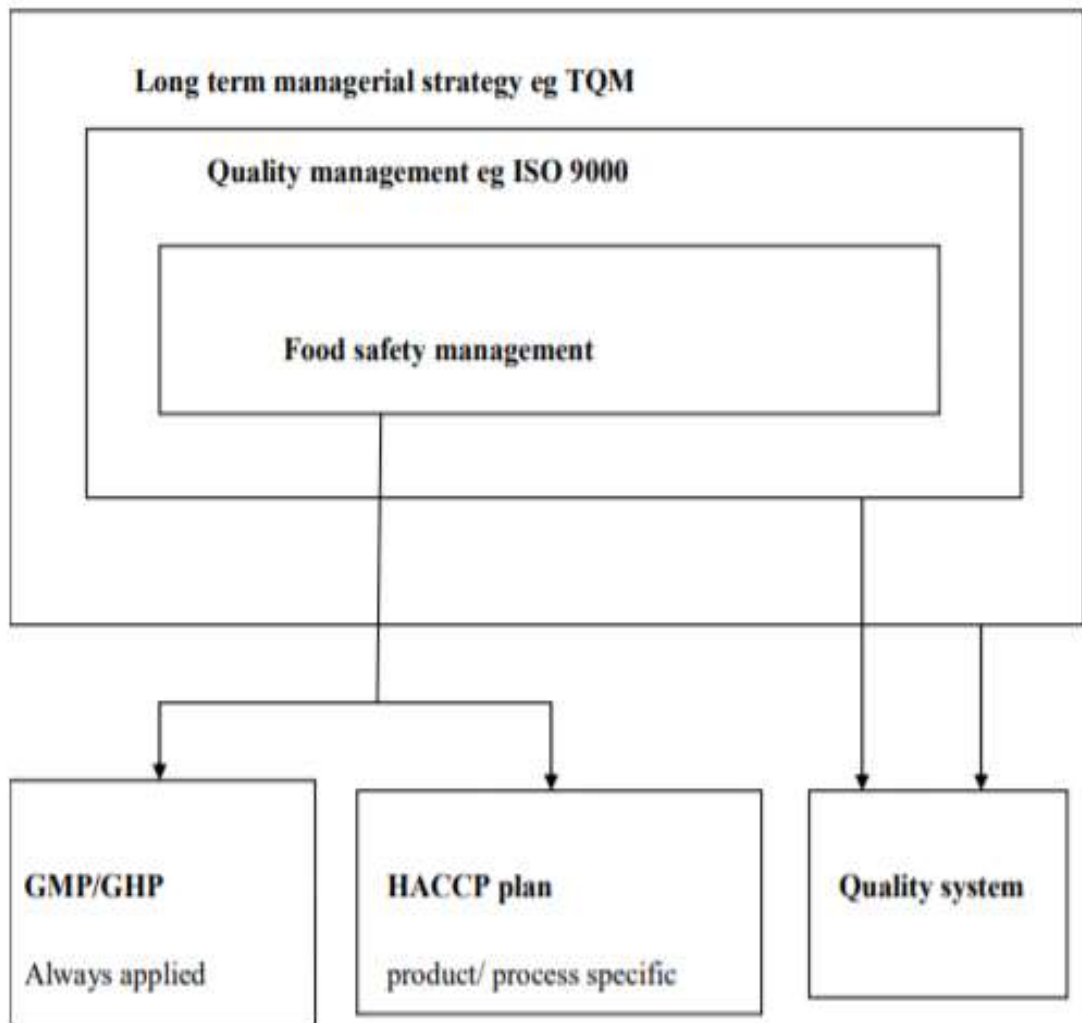 Long term managerial strategy eg TQM
Quality management eg ISO 9000
Food safety management
GMP/GHP
Always applied
HACCP plan
product/ process specific
Quality system